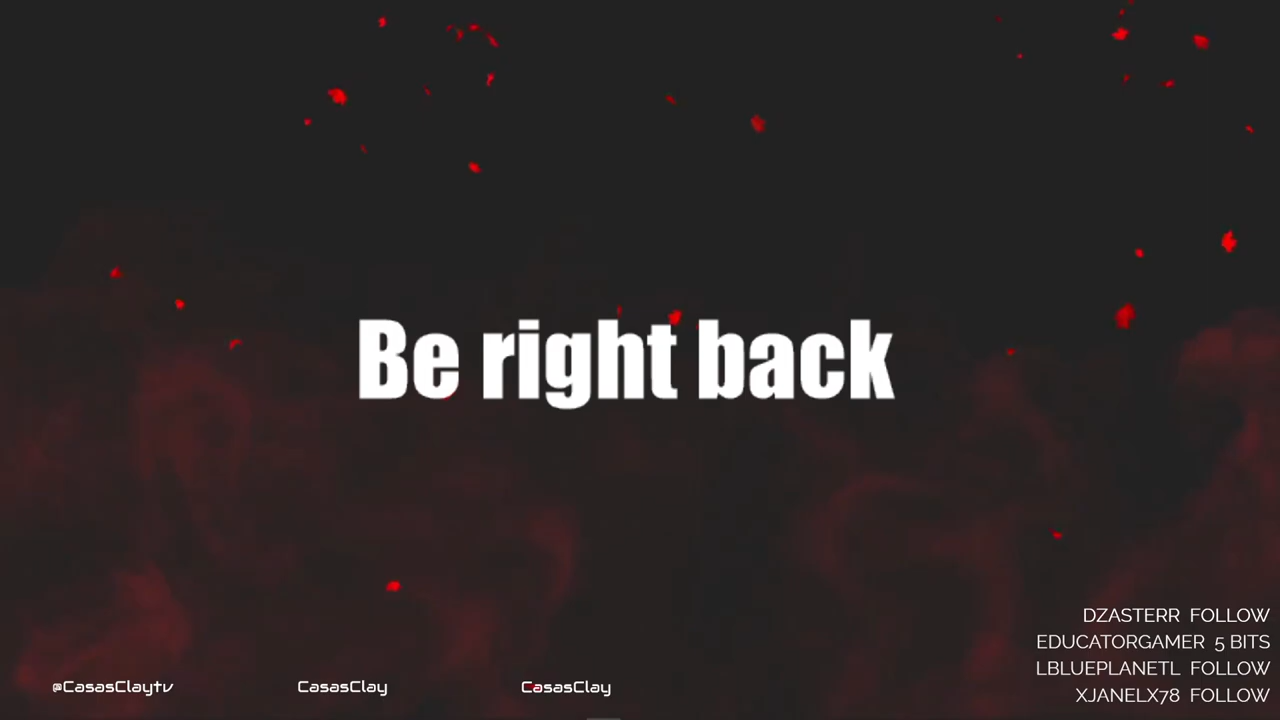 Be right back
DZASTERR FOLLOW
EDUCATORGAMER 5 BITS
LBLUEPLANETL FOLLOW
XJANELX78 FOLLOW
@CasasClaytv CasasClay CasasClay